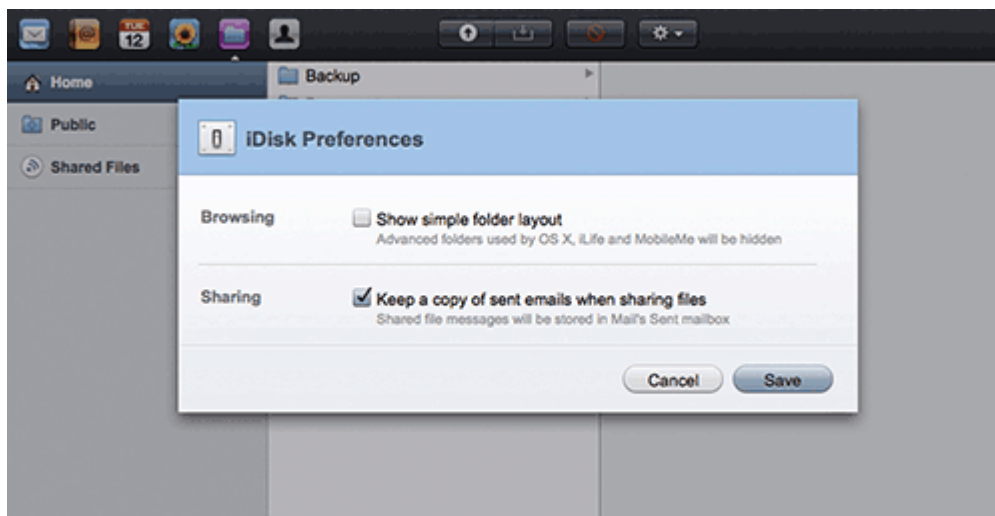 TUE
12
Home
Backup
Public
Shared Files
iDisk Preferences
Browsing
Show simple folder layout
Advanced folders used by OS X, iLife and MobileMe will be hidden
Sharing
Keep a copy of sent emails when sharing files
Shared file messages will be stored in Mail's Sent mailbox
Cancel
Save